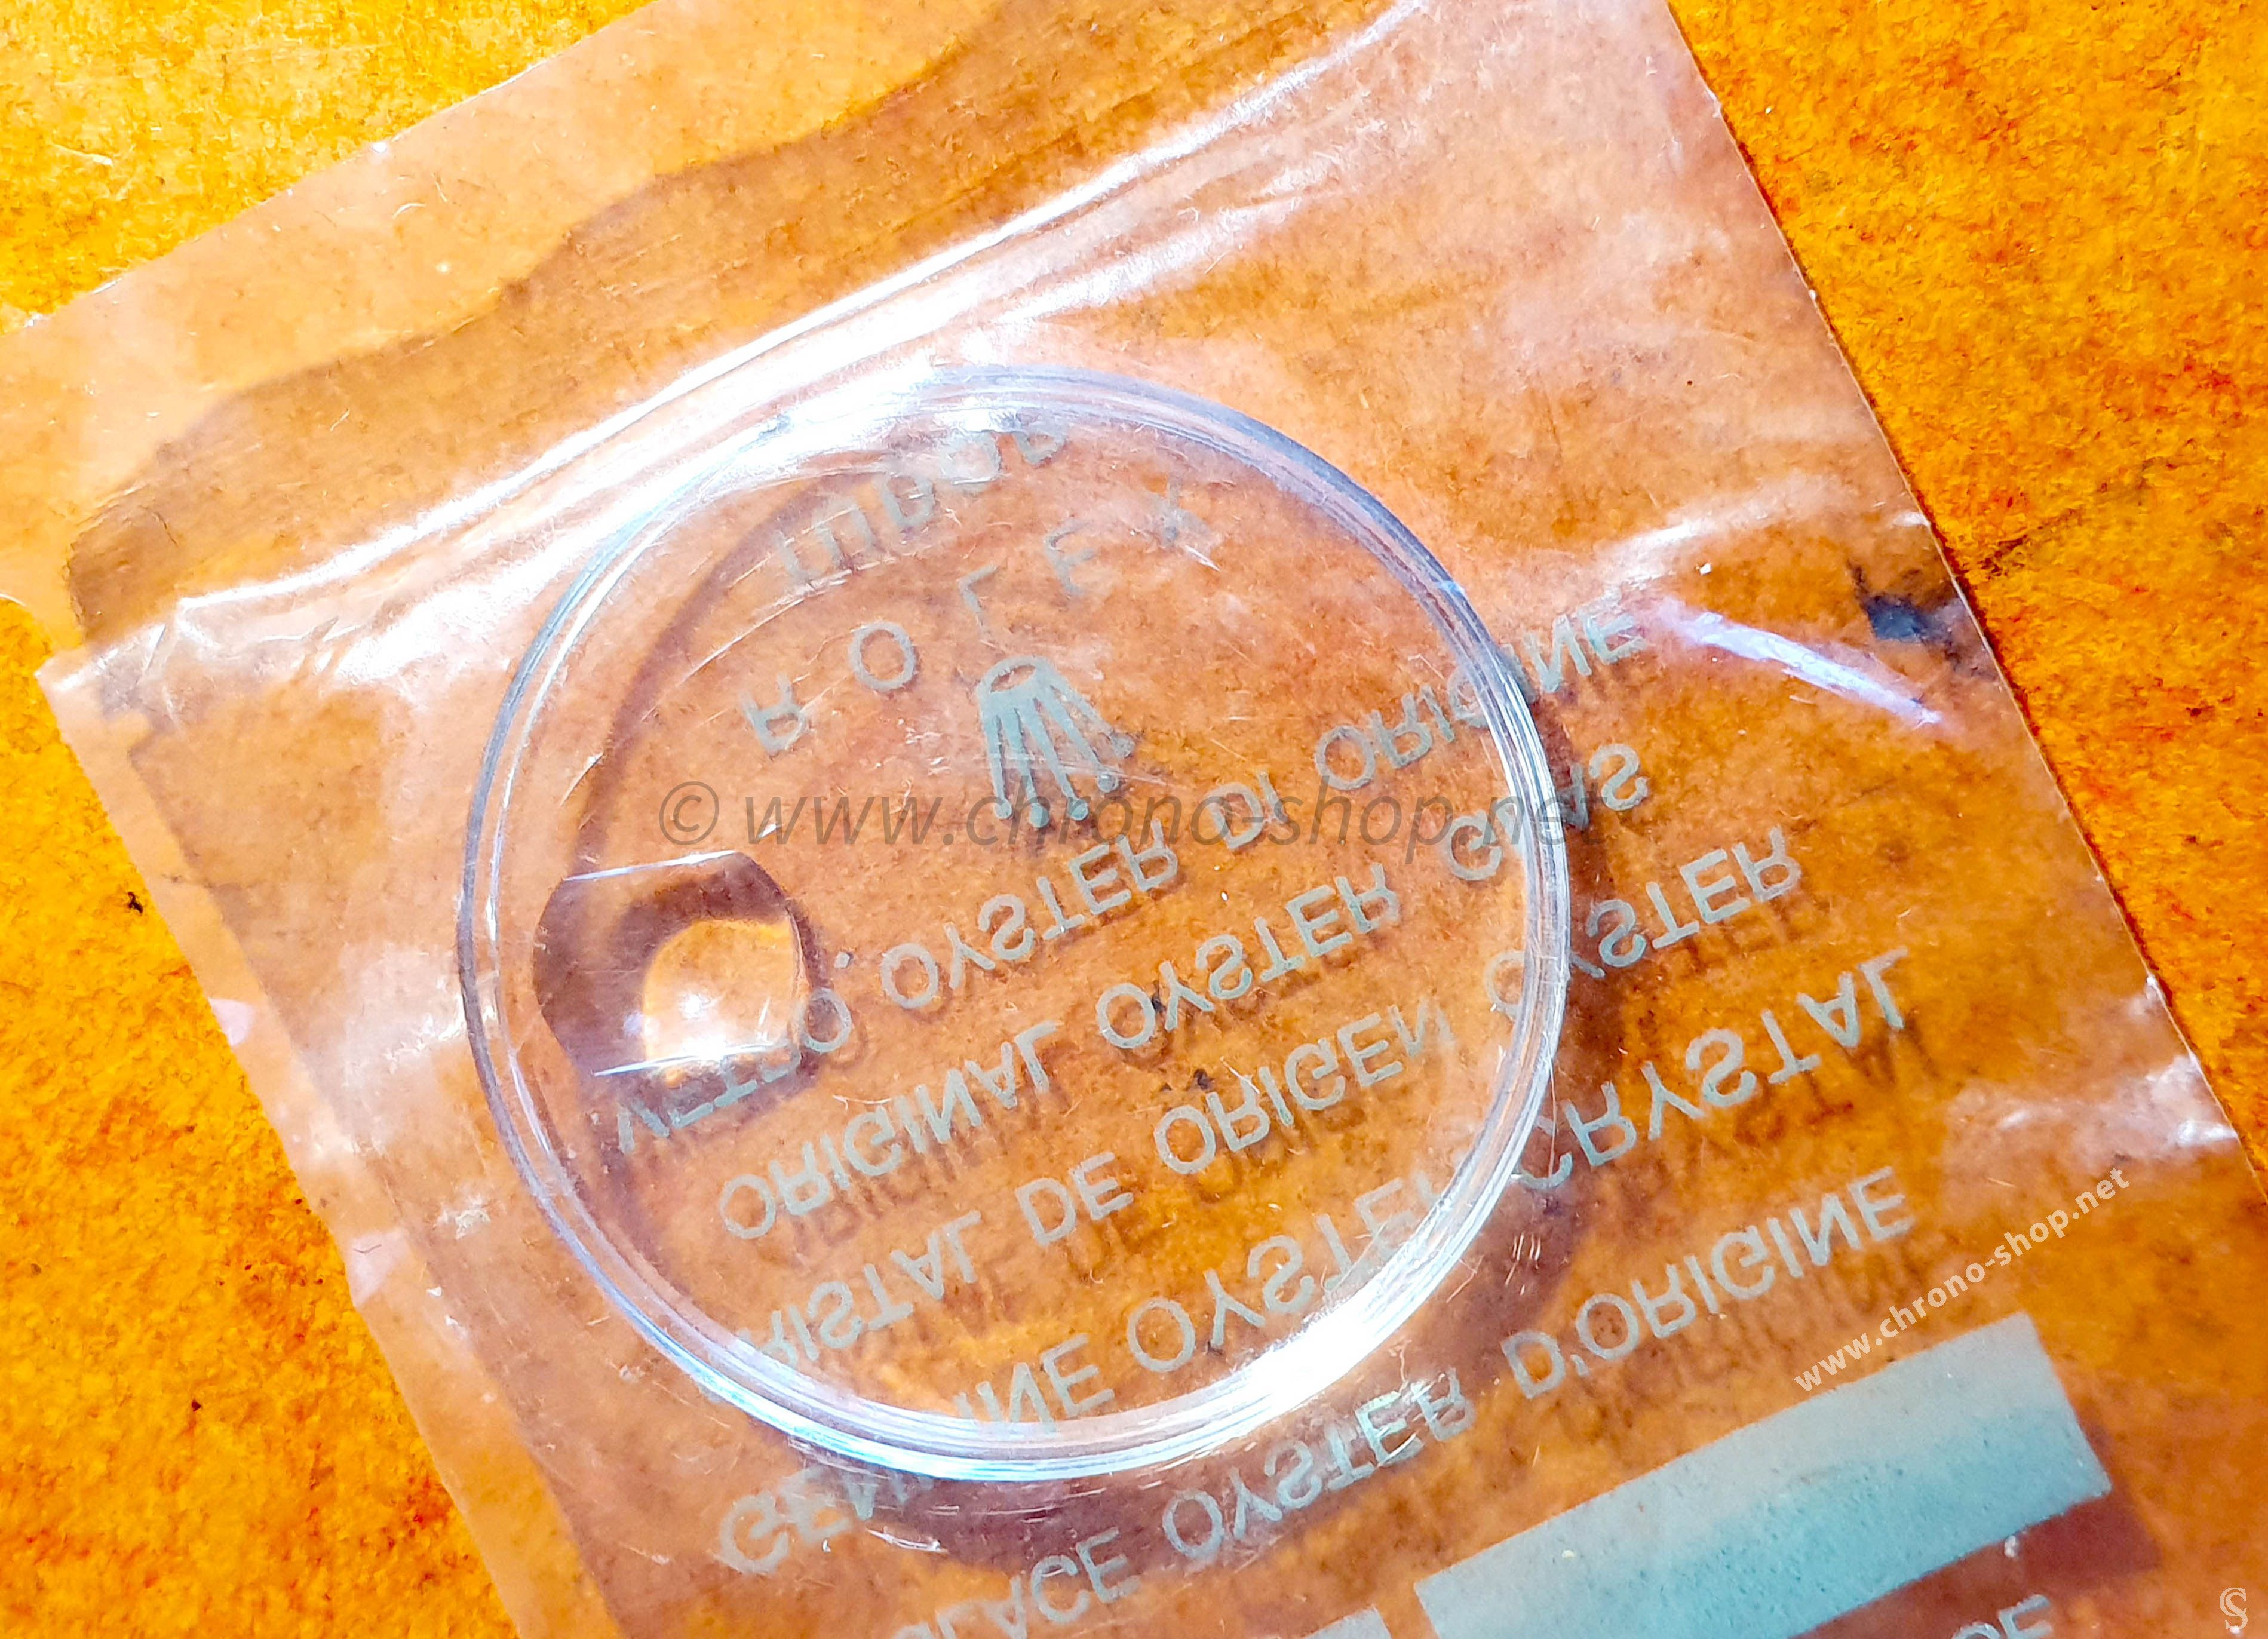 TUDOR
ROLEX
© www.chrono-shop.net
VETRO OYSTER DI ORIGINE
ORIGINAL OYSTER GLAS
CRISTAL DE ORIGEN OYSTER
GENUINE OYSTER CRYSTAL
GLACE OYSTER D'ORIGINE
www.chrono-shop.net